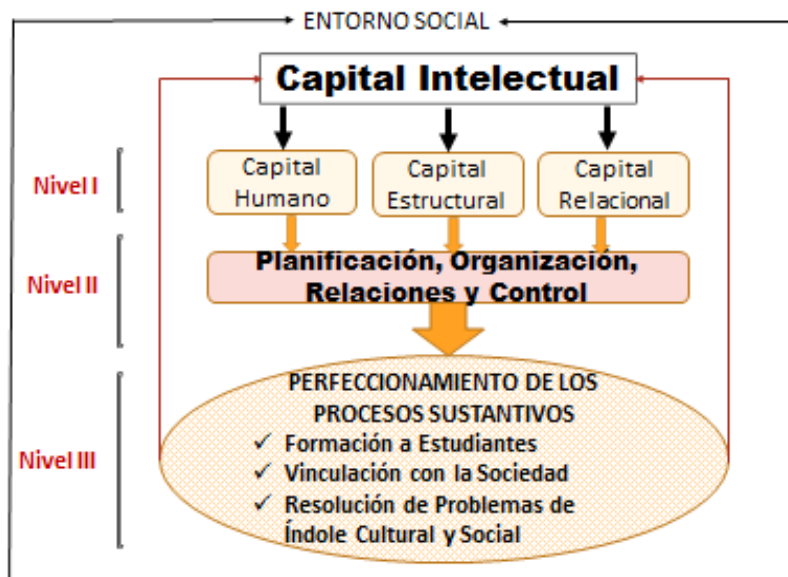 ENTORNO SOCIAL
Capital Intelectual
Nivel I
Capital
Humano
Capital
Estructural
Capital
Relacional
Nivel II
Planificación, Organización,
Relaciones y Control
Nivel III
PERFECCIONAMIENTO DE LOS
PROCESOS SUSTANTIVOS
✓ Formación a Estudiantes
✓ Vinculación con la Sociedad
✓ Resolución de Problemas de
Índole Cultural y Social